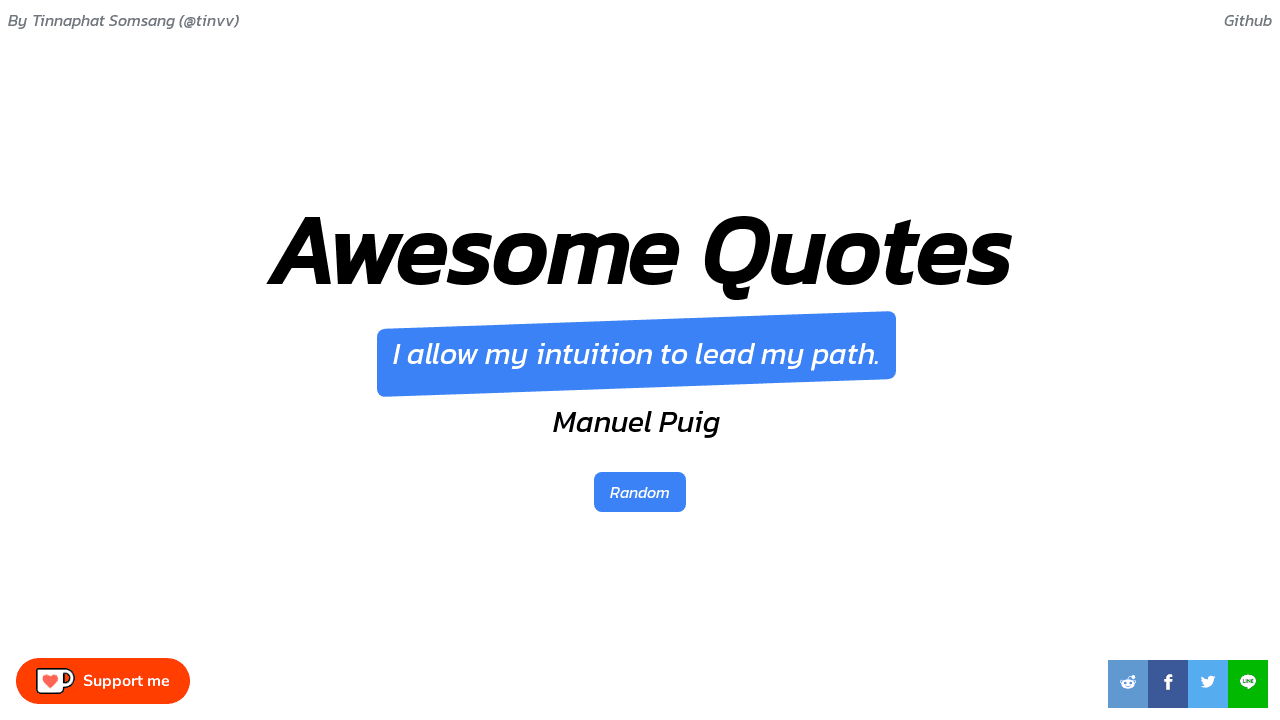 By Tinnaphat Somsang (@tinvv)
Github
Awesome Quotes
I allow my intuition to lead my path.
Manuel Puig
Random
Support me
LINE